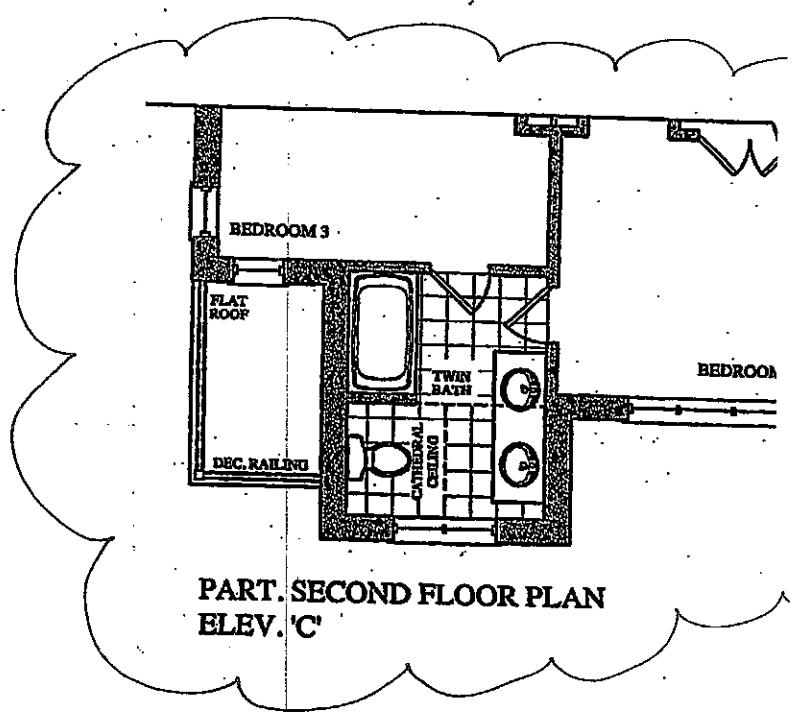 BEDROOM 3
FLAT
ROOF
TWIN
BATH
BEDROOM
CATHEDRAL
CEILING
DEC. RAILING
PART. SECOND FLOOR PLAN
ELEV. 'C'